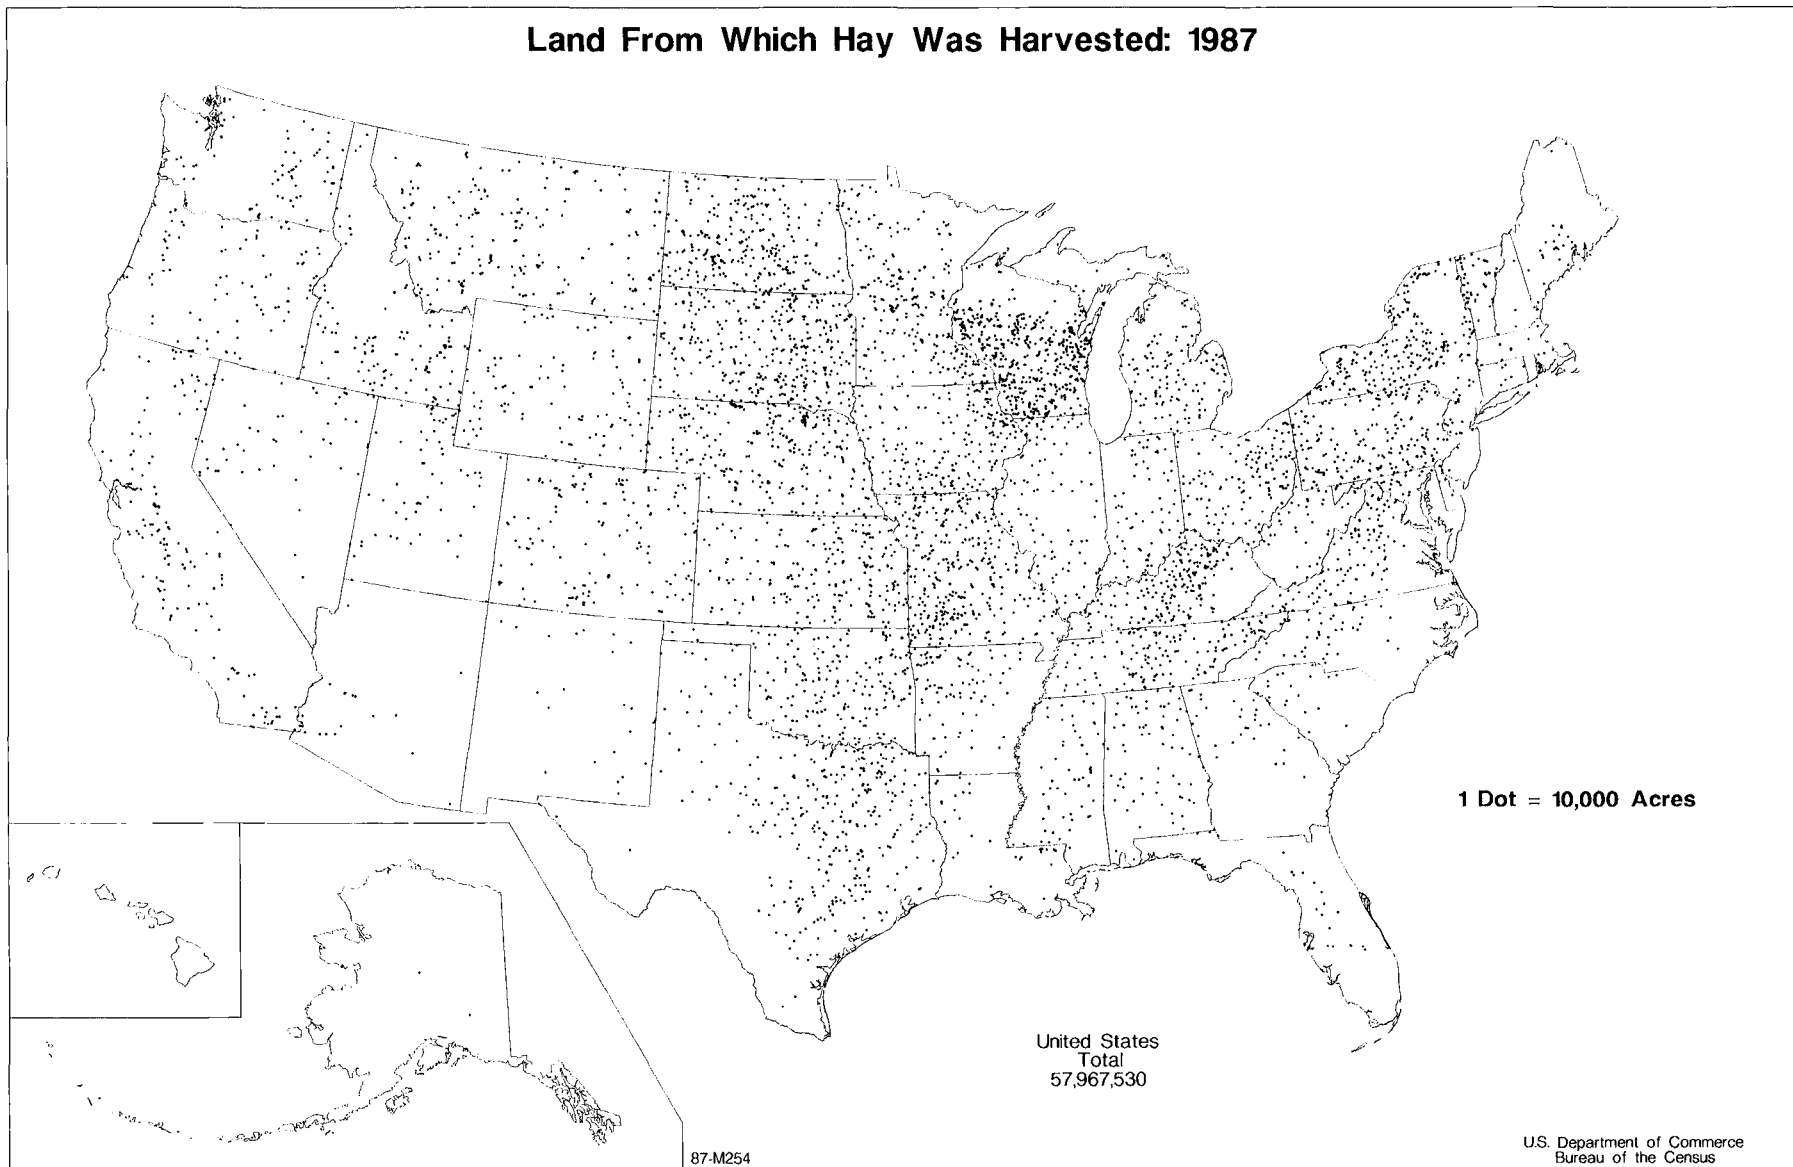 Land From Which Hay Was Harvested: 1987
1 Dot = 10,000 Acres
United States
Total
57,967,530
87-M254
U.S. Department of Commerce
Bureau of the Census